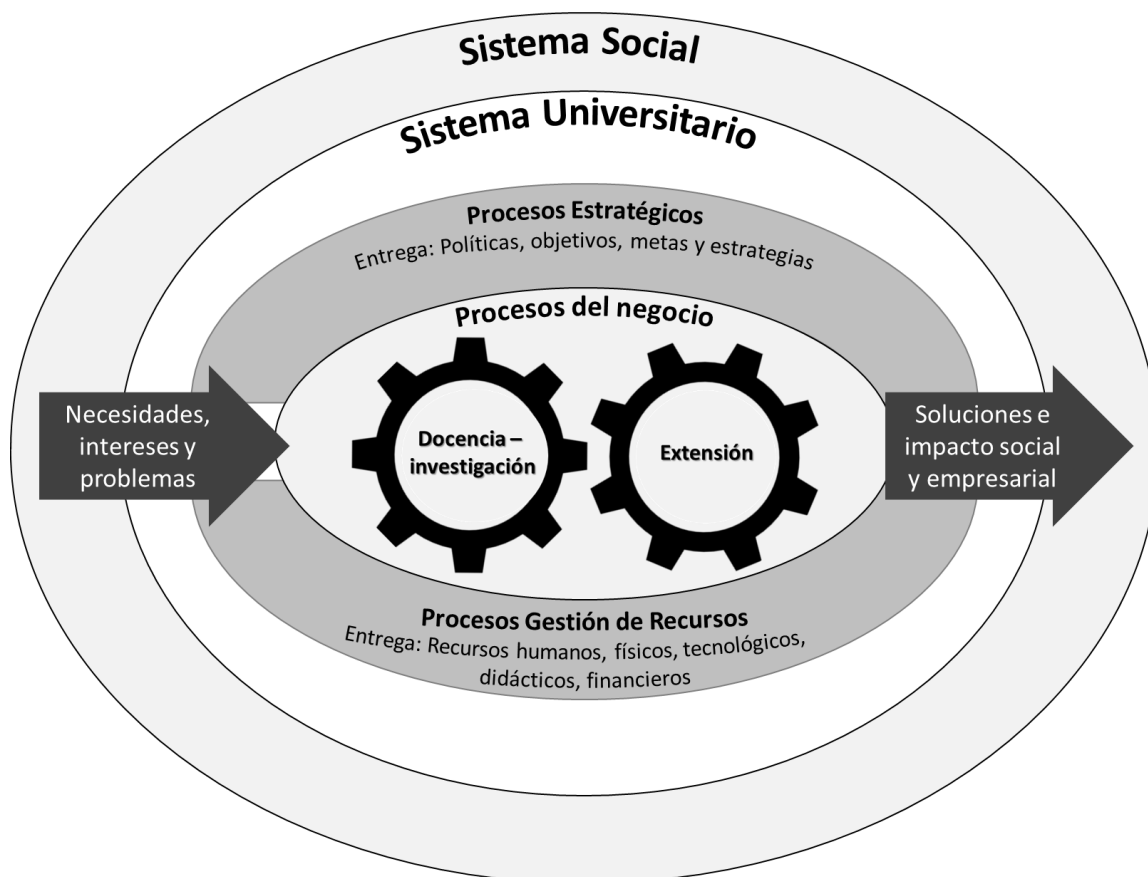 Sistema Social
Sistema Universitario
Procesos Estratégicos
Entrega: Políticas, objetivos, metas y estrategias
Procesos del negocio
Necesidades,
intereses y
problemas
Docencia –
investigación
Extensión
Soluciones e
impacto social
y empresarial
Procesos Gestión de Recursos
Entrega: Recursos humanos, físicos, tecnológicos,
didácticos, financieros